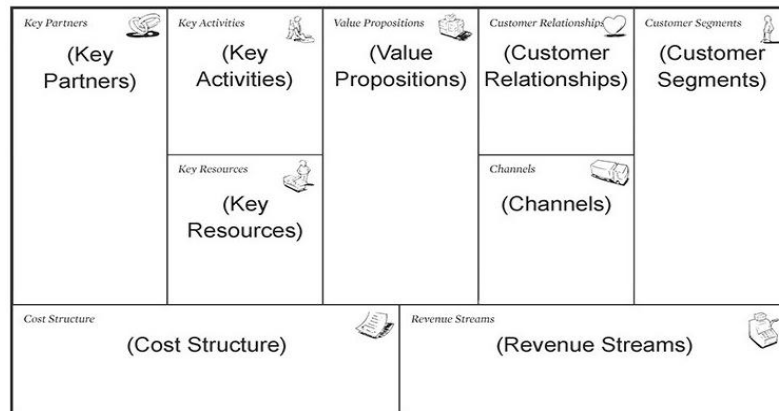 Key Partners
(Key
Partners)
Key Activities
(Key
Activities)
Key Resources
(Key
Resources)
Value Propositions
(Value
Propositions)
Customer Relationships
(Customer
Relationships)
Channels
(Channels)
Customer Segments
(Customer
Segments)
Cost Structure
(Cost Structure)
Revenue Streams
(Revenue Streams)